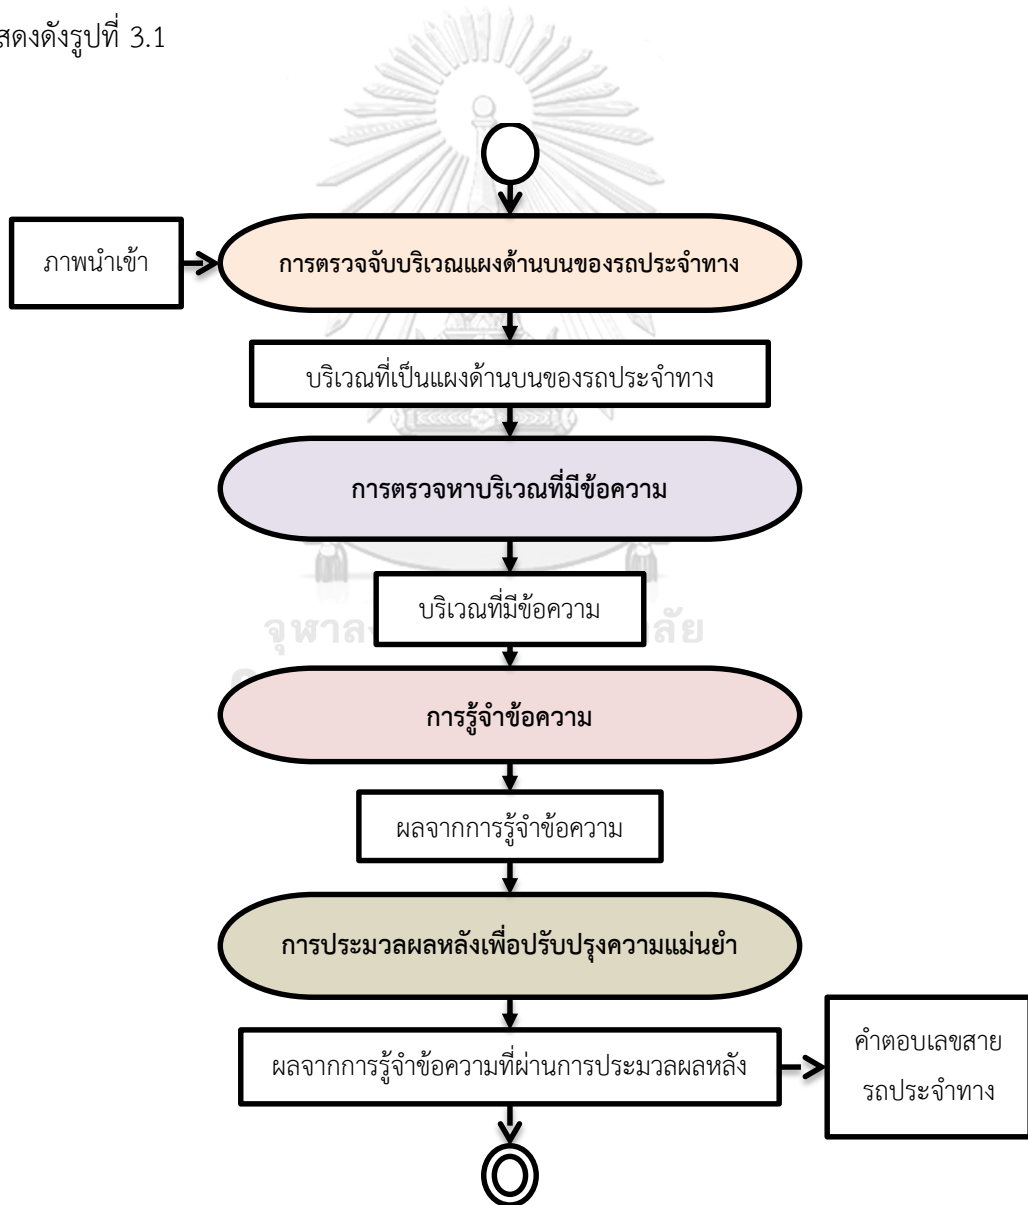 สดงดังรูปที่ 3.1
ภาพนำเข้า
การตรวจจับบริเวณแผงด้านบนของรถประจำทาง
บริเวณที่เป็นแผงด้านบนของรถประจำทาง
การตรวจหาบริเวณที่มีข้อความ
บริเวณที่มีข้อความ
การรู้จำข้อความ
ผลจากการรู้จำข้อความ
การประมวลผลหลังเพื่อปรับปรุงความแม่นยำ
ผลจากการรู้จำข้อความที่ผ่านการประมวลผลหลัง
คำตอบเลขสาย
รถประจำทาง